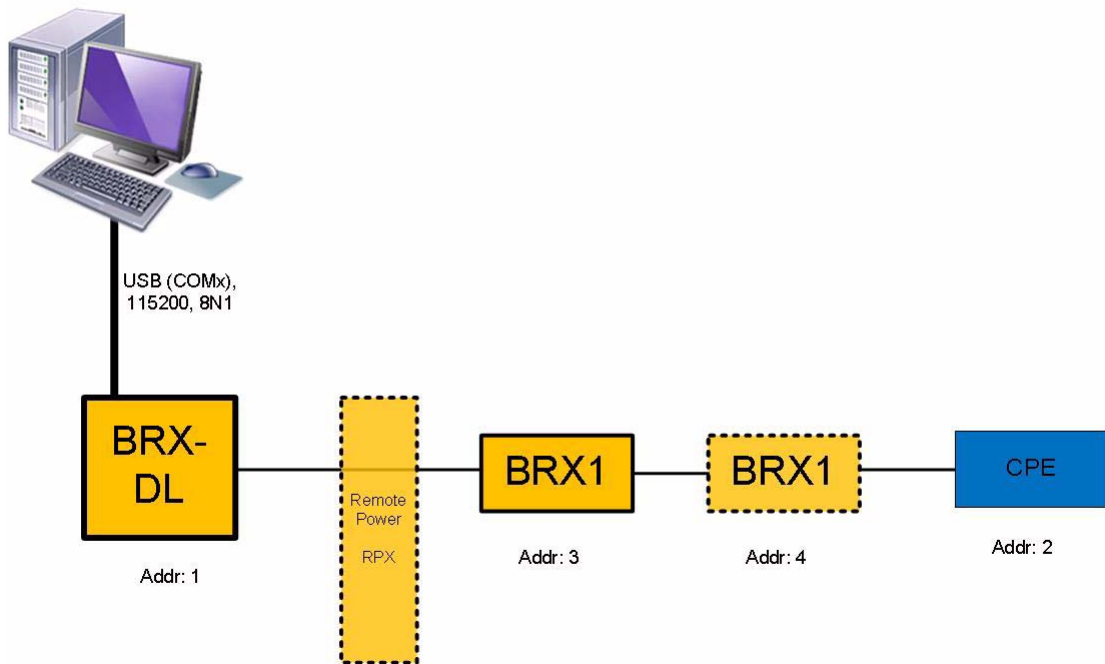 USB (COMx),
115200, 8N1
BRX-
DL
Remote
Power
RPX
BRX1
BRX1
CPE
Addr: 1
Addr: 3
Addr: 4
Addr: 2